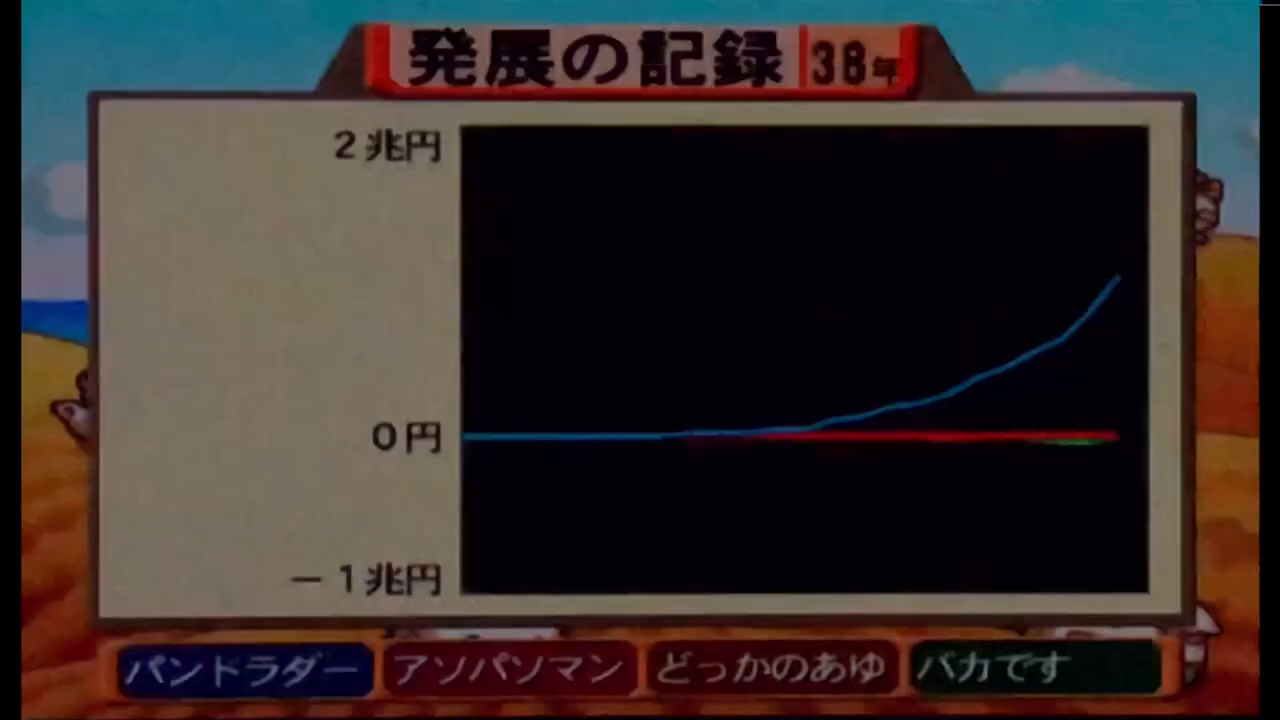 発展の記録 38年
2兆円
0円
－1兆円
パンドラダー アソパソマン どっかのあゆ バカです